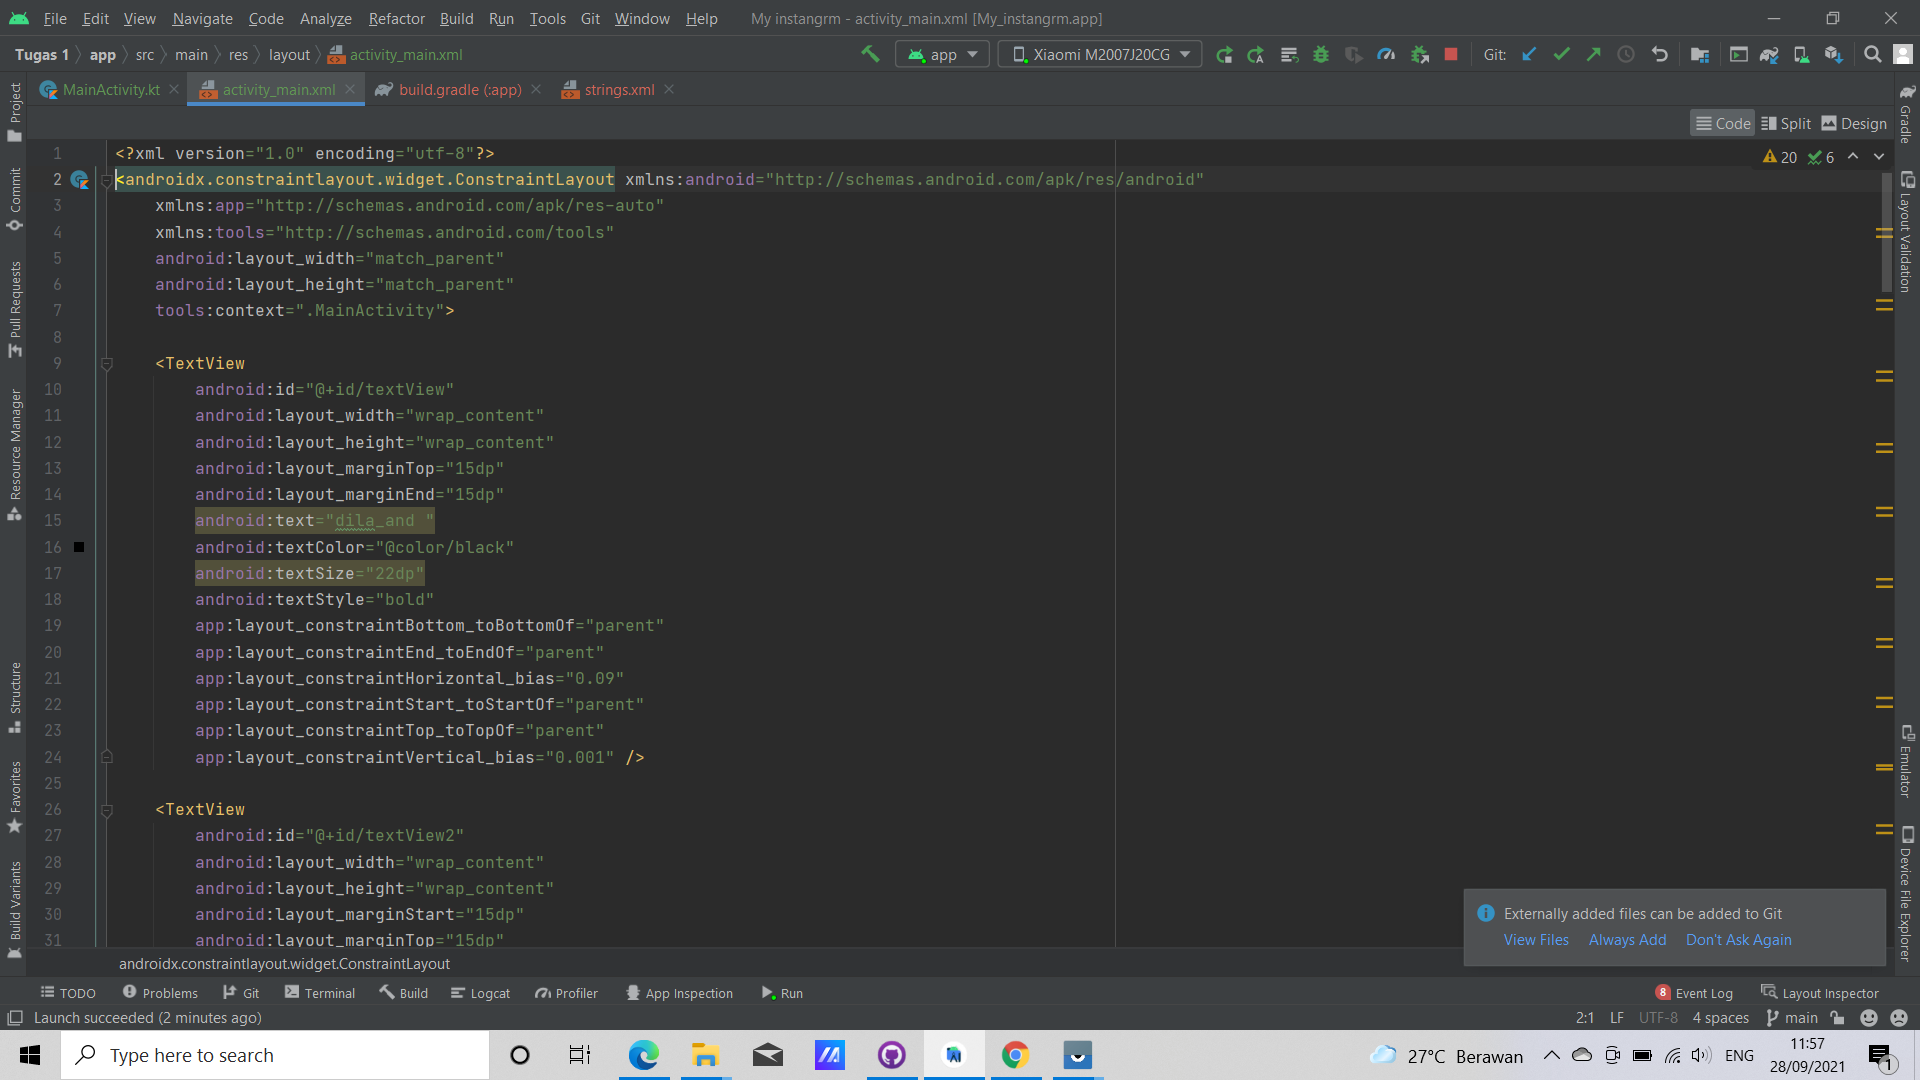 File Edit View Navigate Code Analyze Refactor Build Run Tools Git Window Help My instangrm - activity_main.xml [My_instangrm.app]
Tugas 1 app src main res layout activity_main.xml app Xiaomi M2007J20CG Git:
MainActivity.kt activity_main.xml build.gradle (:app) strings.xml
Code Split Design
20 6
1 <?xml version="1.0" encoding="utf-8"?>
2 <androidx.constraintlayout.widget.ConstraintLayout xmlns:android="http://schemas.android.com/apk/res/android"
3 xmlns:app="http://schemas.android.com/apk/res-auto"
4 xmlns:tools="http://schemas.android.com/tools"
5 android:layout_width="match_parent"
6 android:layout_height="match_parent"
7 tools:context=".MainActivity">
8
9 <TextView
10 android:id="@+id/textView"
11 android:layout_width="wrap_content"
12 android:layout_height="wrap_content"
13 android:layout_marginTop="15dp"
14 android:layout_marginEnd="15dp"
15 android:text="dila_and "
16 android:textColor="@color/black"
17 android:textSize="22dp"
18 android:textStyle="bold"
19 app:layout_constraintBottom_toBottomOf="parent"
20 app:layout_constraintEnd_toEndOf="parent"
21 app:layout_constraintHorizontal_bias="0.09"
22 app:layout_constraintStart_toStartOf="parent"
23 app:layout_constraintTop_toTopOf="parent"
24 app:layout_constraintVertical_bias="0.001" />
25
26 <TextView
27 android:id="@+id/textView2"
28 android:layout_width="wrap_content"
29 android:layout_height="wrap_content"
30 android:layout_marginStart="15dp"
31 android:layout_marginTop="15dp"
Project
Commit
Pull Requests
Resource Manager
Structure
Favorites
Build Variants
Gradle
Layout Validation
Emulator
Device File Explorer
Externally added files can be added to Git
View Files Always Add Don't Ask Again
androidx.constraintlayout.widget.ConstraintLayout
TODO Problems Git Terminal Build Logcat Profiler App Inspection Run 8 Event Log Layout Inspector
Launch succeeded (2 minutes ago) 2:1 LF UTF-8 4 spaces main
Type here to search 27°C Berawan ENG 11:57
28/09/2021
1